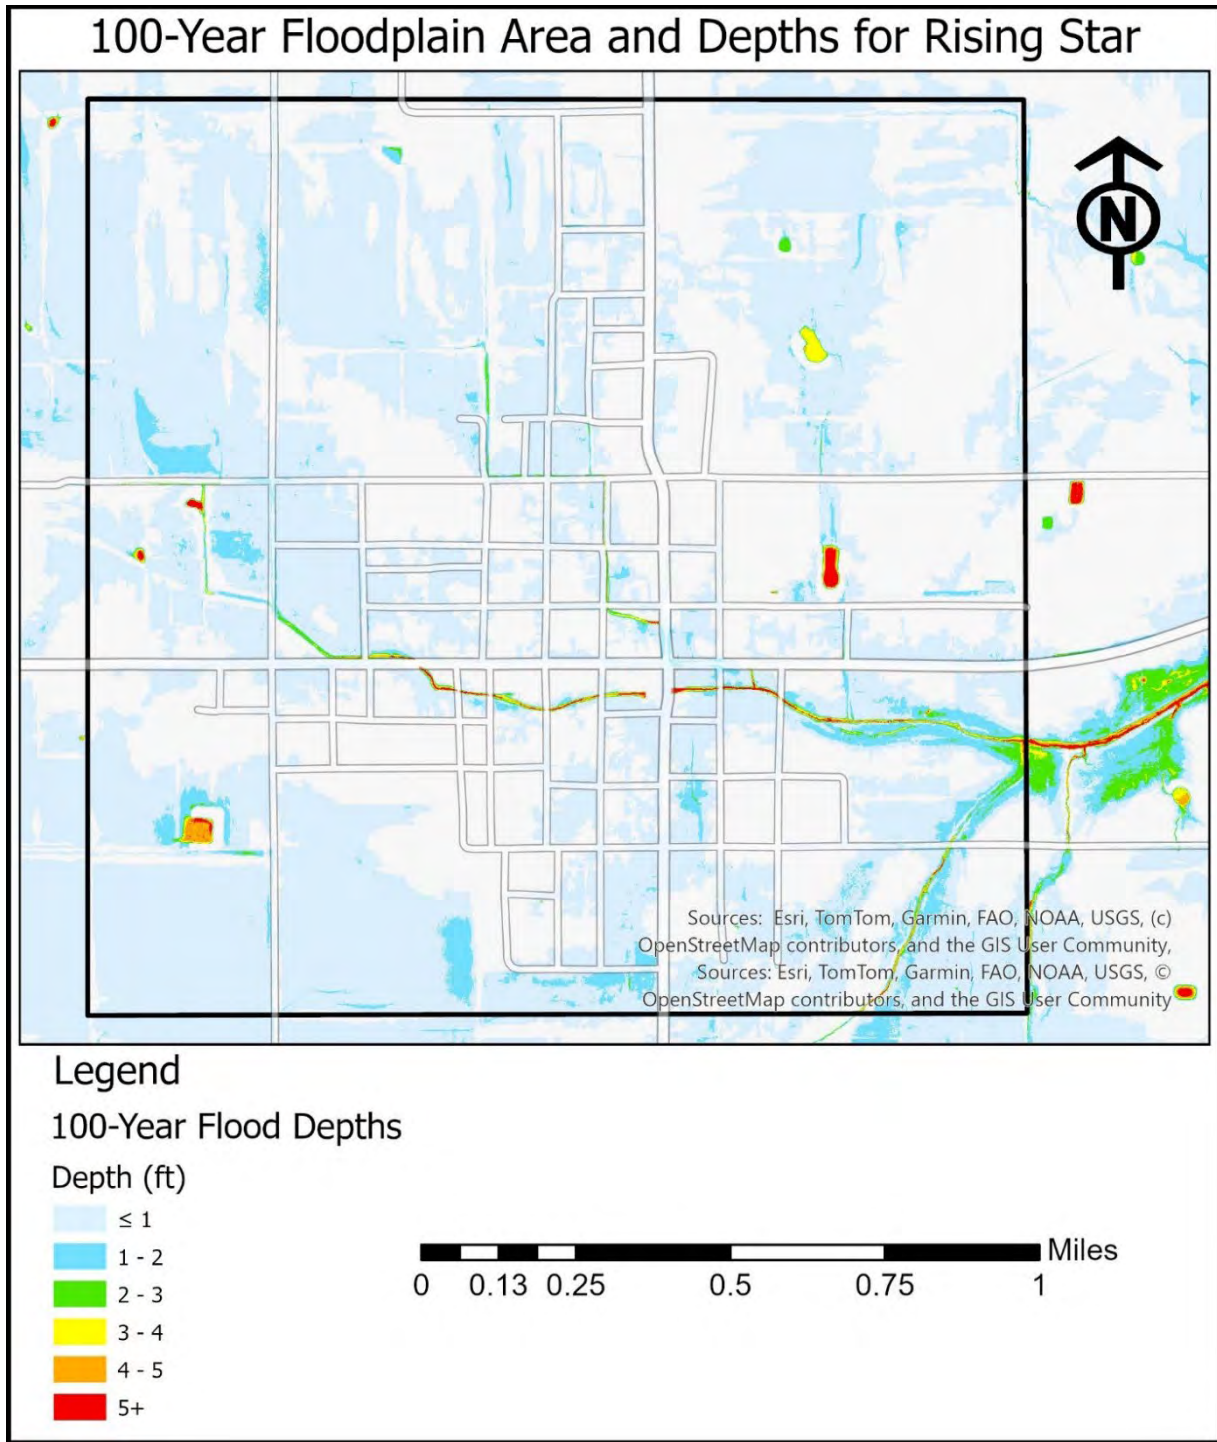 100-Year Floodplain Area and Depths for Rising Star
N
Sources: Esri, TomTom, Garmin, FAO, NOAA, USGS, (c)
OpenStreetMap contributors, and the GIS User Community,
Sources: Esri, TomTom, Garmin, FAO, NOAA, USGS, ©
OpenStreetMap contributors, and the GIS User Community
Legend
100-Year Flood Depths
Depth (ft)
≤ 1
1 - 2
2 - 3
3 - 4
4 - 5
5+
Miles
0 0.13 0.25 0.5 0.75 1